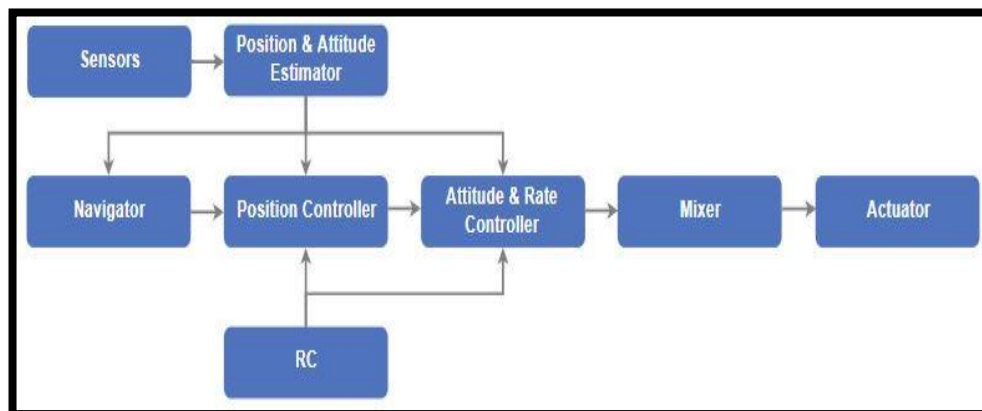 Sensors
Position & Attitude
Estimator
Navigator
Position Controller
Attitude & Rate
Controller
Mixer
Actuator
RC